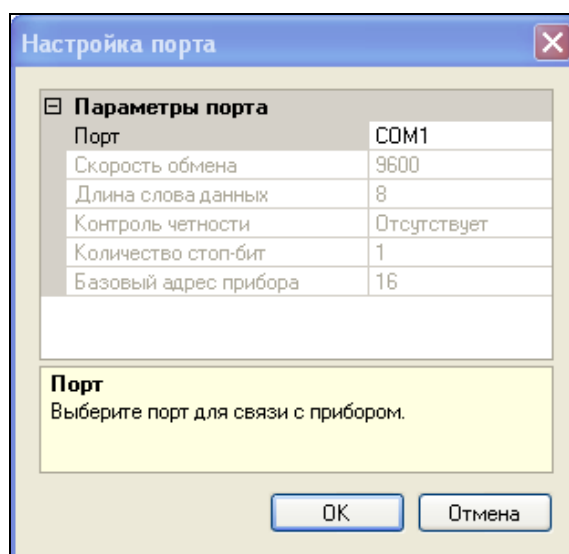 Настройка порта
Параметры порта
Порт COM1
Скорость обмена 9600
Длина слова данных 8
Контроль четности Отсутствует
Количество стоп-бит 1
Базовый адрес прибора 16
Порт
Выберите порт для связи с прибором.
OK Отмена